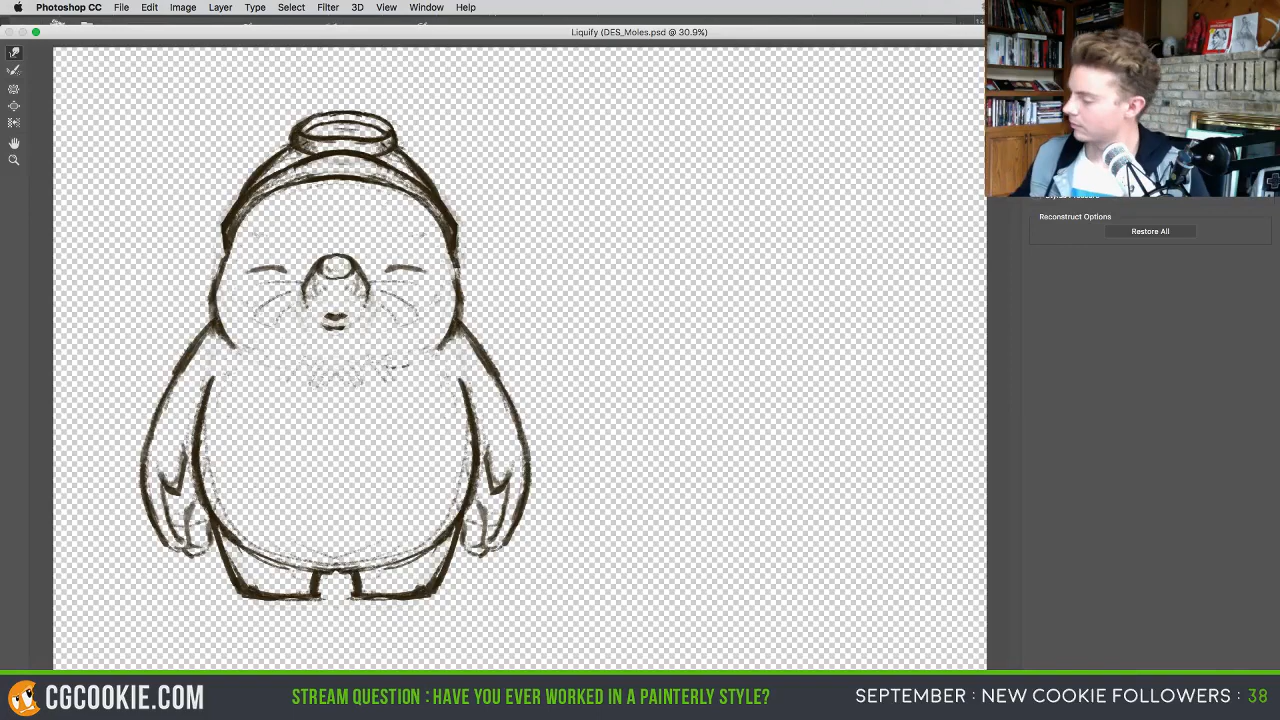 Photoshop CC File Edit Image Layer Type Select Filter 3D View Window Help
Liquify (DES_Moles.psd @ 30.9%)
Reconstruct Options
Restore All
CGCOOKIE.COM
STREAM QUESTION : HAVE YOU EVER WORKED IN A PAINTERLY STYLE?
SEPTEMBER : NEW COOKIE FOLLOWERS : 38